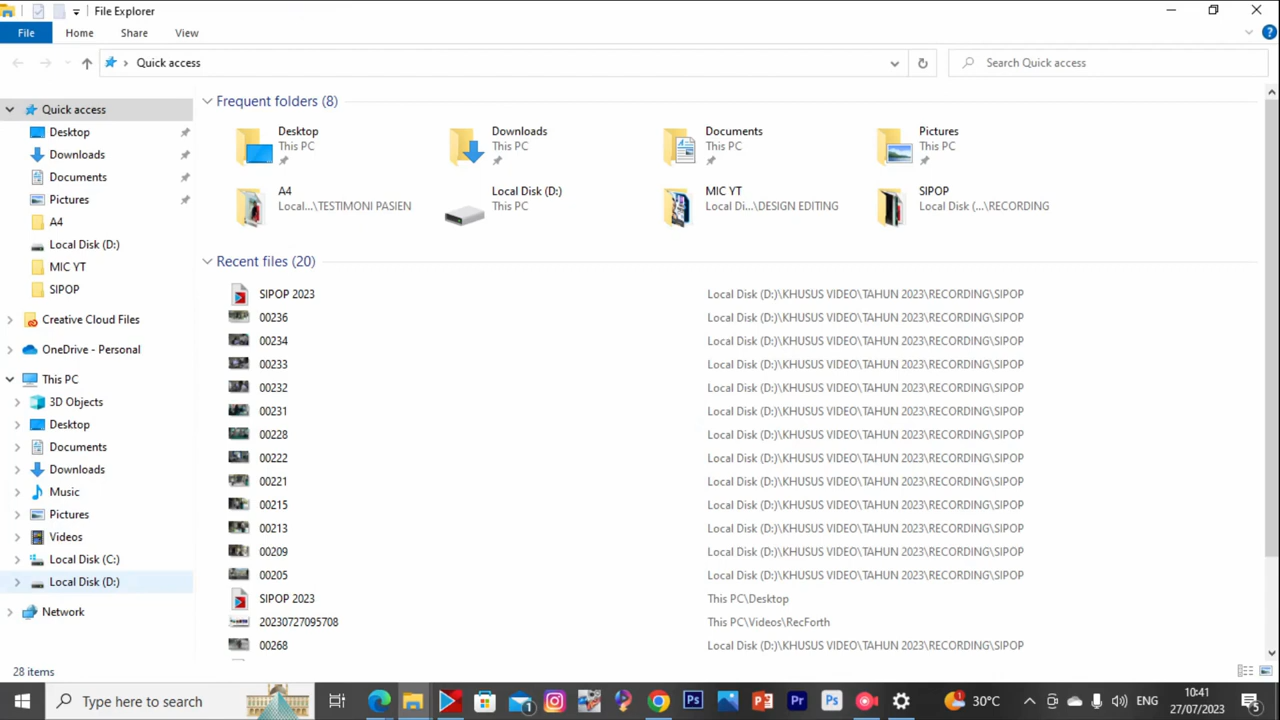 File Explorer
File Home Share View
Quick access Search Quick access
Quick access
Desktop
Downloads
Documents
Pictures
A4
Local Disk (D:)
MIC YT
SIPOP
Creative Cloud Files
OneDrive - Personal
This PC
3D Objects
Desktop
Documents
Downloads
Music
Pictures
Videos
Local Disk (C:)
Local Disk (D:)
Network
Frequent folders (8)
Desktop
This PC
Downloads
This PC
Documents
This PC
Pictures
This PC
A4
Local...\TESTIMONI PASIEN
Local Disk (D:)
This PC
MIC YT
Local Di...\DESIGN EDITING
SIPOP
Local Disk (...\RECORDING
Recent files (20)
SIPOP 2023 Local Disk (D:)\KHUSUS VIDEO\TAHUN 2023\RECORDING\SIPOP
00236 Local Disk (D:)\KHUSUS VIDEO\TAHUN 2023\RECORDING\SIPOP
00234 Local Disk (D:)\KHUSUS VIDEO\TAHUN 2023\RECORDING\SIPOP
00233 Local Disk (D:)\KHUSUS VIDEO\TAHUN 2023\RECORDING\SIPOP
00232 Local Disk (D:)\KHUSUS VIDEO\TAHUN 2023\RECORDING\SIPOP
00231 Local Disk (D:)\KHUSUS VIDEO\TAHUN 2023\RECORDING\SIPOP
00228 Local Disk (D:)\KHUSUS VIDEO\TAHUN 2023\RECORDING\SIPOP
00222 Local Disk (D:)\KHUSUS VIDEO\TAHUN 2023\RECORDING\SIPOP
00221 Local Disk (D:)\KHUSUS VIDEO\TAHUN 2023\RECORDING\SIPOP
00215 Local Disk (D:)\KHUSUS VIDEO\TAHUN 2023\RECORDING\SIPOP
00213 Local Disk (D:)\KHUSUS VIDEO\TAHUN 2023\RECORDING\SIPOP
00209 Local Disk (D:)\KHUSUS VIDEO\TAHUN 2023\RECORDING\SIPOP
00205 Local Disk (D:)\KHUSUS VIDEO\TAHUN 2023\RECORDING\SIPOP
SIPOP 2023 This PC\Desktop
20230727095708 This PC\Videos\RecForth
00268 Local Disk (D:)\KHUSUS VIDEO\TAHUN 2023\RECORDING\SIPOP
28 items
Type here to search 1 Ps Pr Ps 30°C ENG 10:41
27/07/2023 5